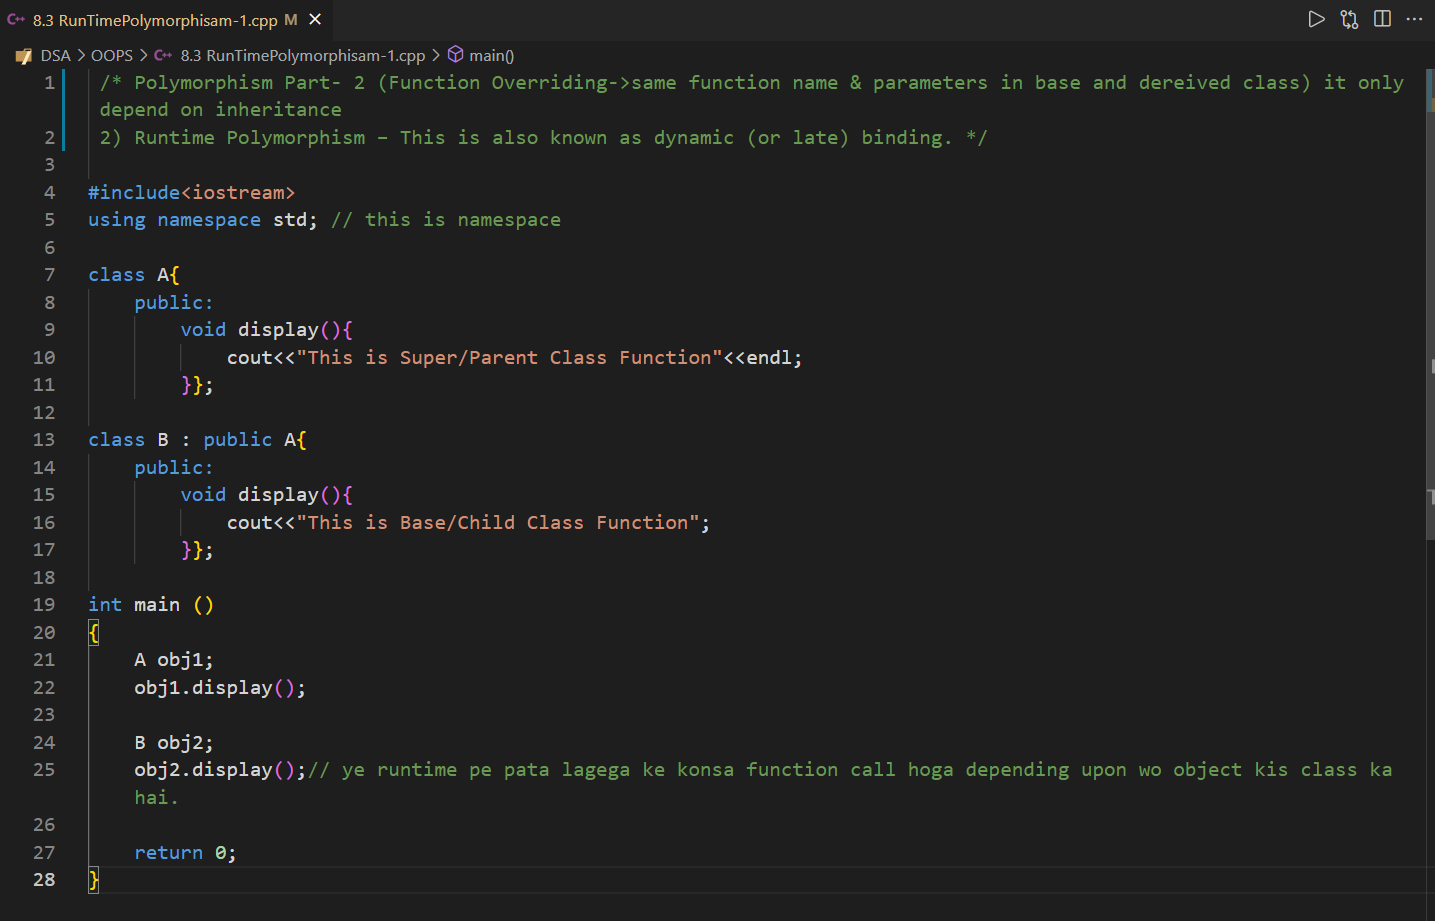 8.3 RunTimePolymorphisam-1.cpp M
DSA > OOPS > 8.3 RunTimePolymorphisam-1.cpp > main()
1 /* Polymorphism Part- 2 (Function Overriding->same function name & parameters in base and dereived class) it only
depend on inheritance
2 2) Runtime Polymorphism – This is also known as dynamic (or late) binding. */
3
4 #include<iostream>
5 using namespace std; // this is namespace
6
7 class A{
8 public:
9 void display(){
10 cout<<"This is Super/Parent Class Function"<<endl;
11 }};
12
13 class B : public A{
14 public:
15 void display(){
16 cout<<"This is Base/Child Class Function";
17 }};
18
19 int main ()
20 {
21 A obj1;
22 obj1.display();
23
24 B obj2;
25 obj2.display();// ye runtime pe pata lagega ke konsa function call hoga depending upon wo object kis class ka
hai.
26
27 return 0;
28 }